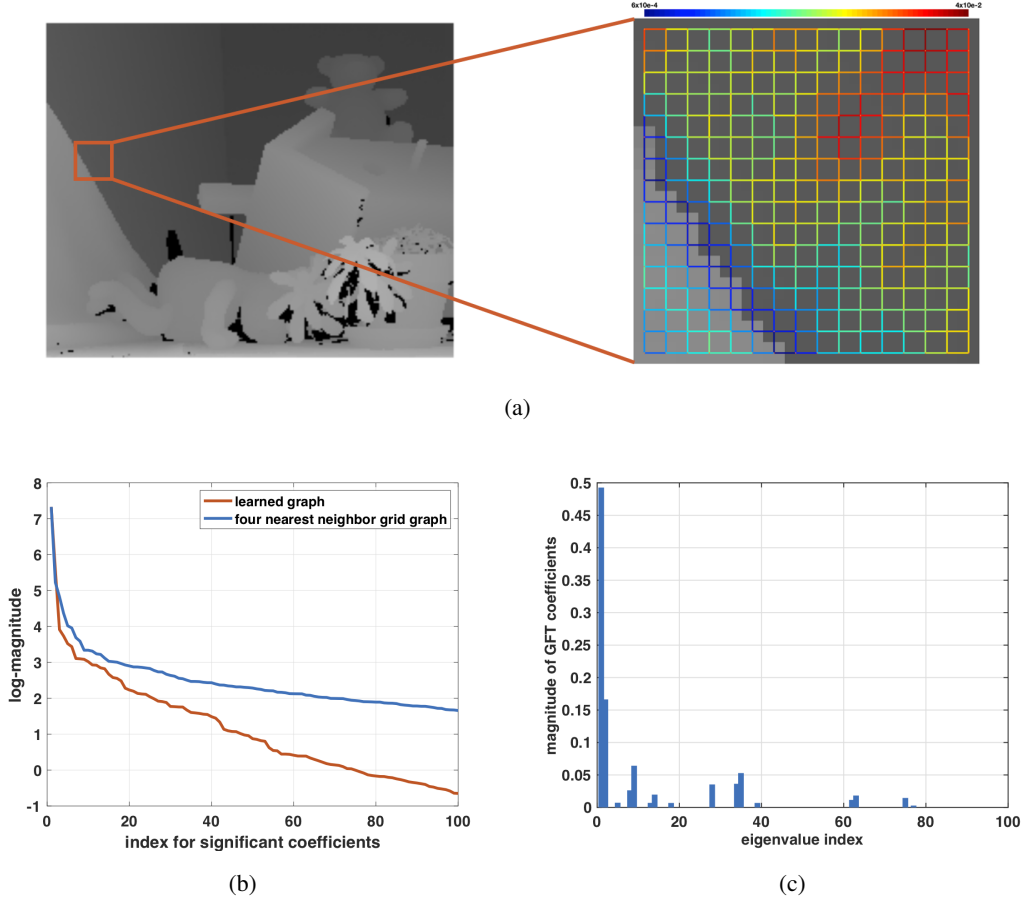 6x10e-4 4x10e-2
(a)
8
7
6
5
4
3
2
1
0
-1
log-magnitude
learned graph
four nearest neighbor grid graph
0 20 40 60 80 100
index for significant coefficients
(b)
0.5
0.45
0.4
0.35
0.3
0.25
0.2
0.15
0.1
0.05
0
magnitude of GFT coefficients
0 20 40 60 80 100
eigenvalue index
(c)